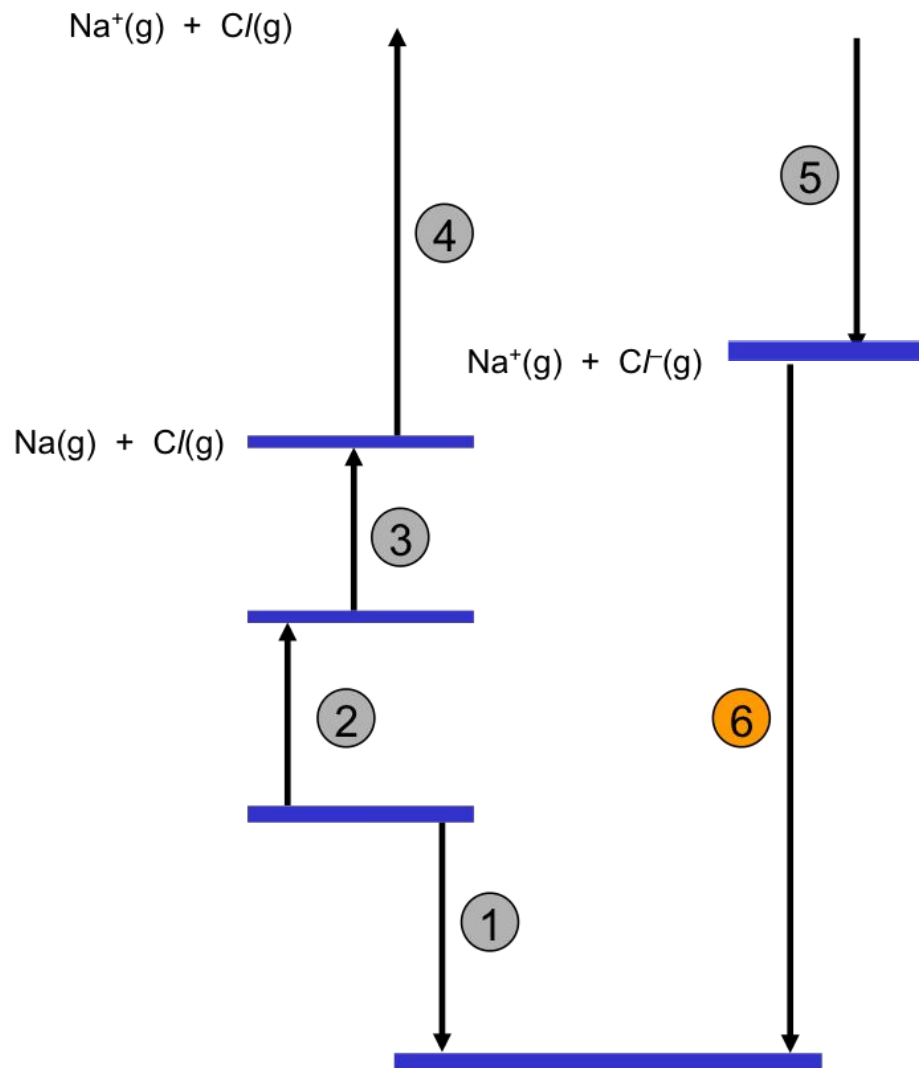 Na⁺(g) + Cl(g)
5
4
Na⁺(g) + Cl⁻(g)
Na(g) + Cl(g)
3
2
6
1